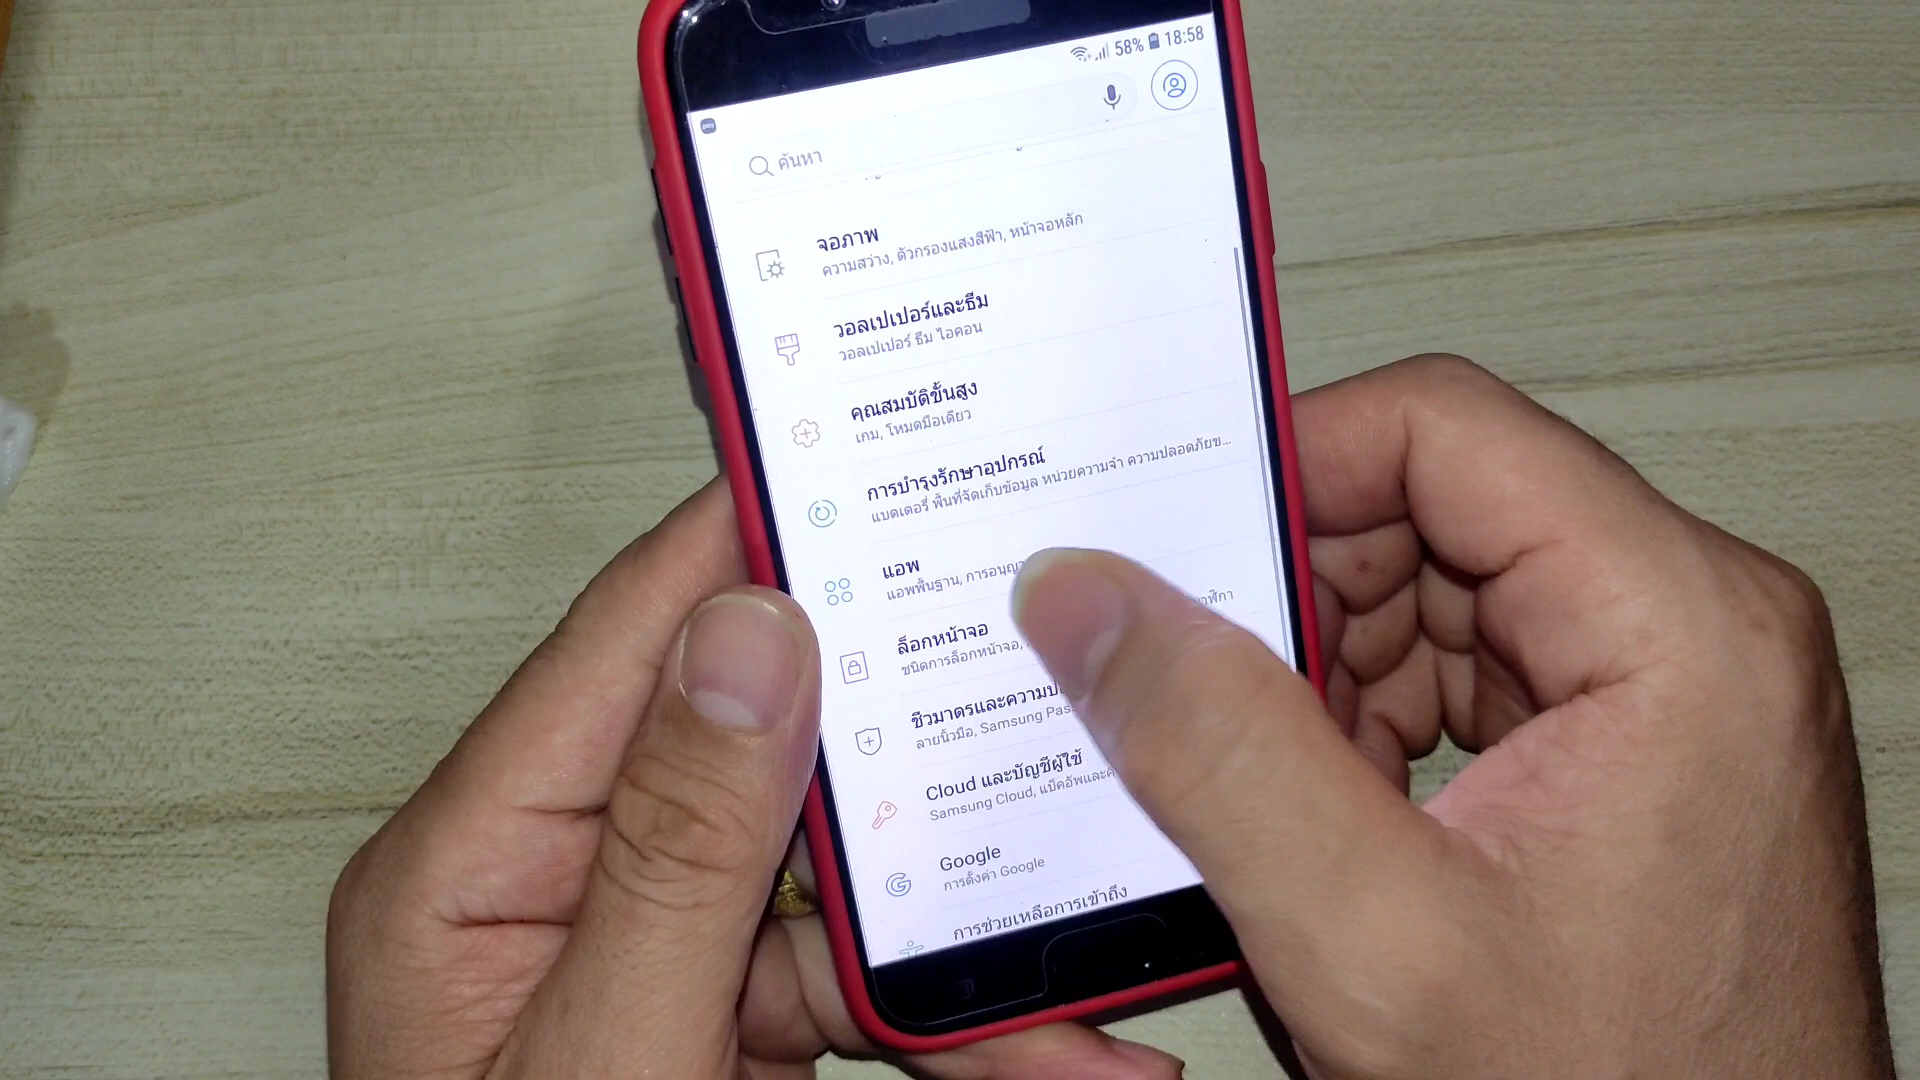 58% 18:58
ค้นหา
จอภาพ
ความสว่าง, ตัวกรองแสงสีฟ้า, หน้าจอหลัก
วอลเปเปอร์และธีม
วอลเปเปอร์ ธีม ไอคอน
คุณสมบัติขั้นสูง
เกม, โหมดมือเดียว
การบำรุงรักษาอุปกรณ์
แบตเตอรี่ พื้นที่จัดเก็บข้อมูล หน่วยความจำ ความปลอดภัยข...
แอพ
แอพพื้นฐาน,
ล็อกหน้าจอ
ชนิดการล็อกหน้าจอ,
ชีวมาตรและความ
ลายนิ้วมือ, Samsung Pass
Cloud และบัญชีผู้ใช้
Samsung Cloud, แบ็คอัพและ
Google
การตั้งค่า Google
การช่วยเหลือการเข้าถึง